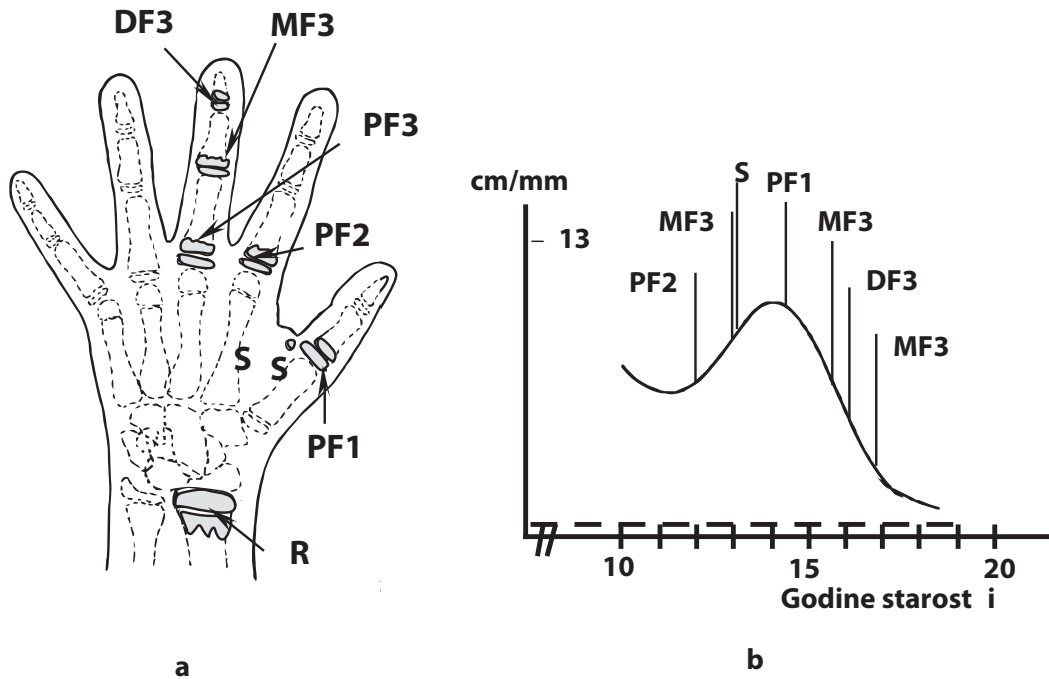 DF3
MF3
PF3
PF2
S
S
PF1
R
a
cm/mm
13
PF2
MF3
S
PF1
MF3
DF3
MF3
10
15
20
Godine starost i
b